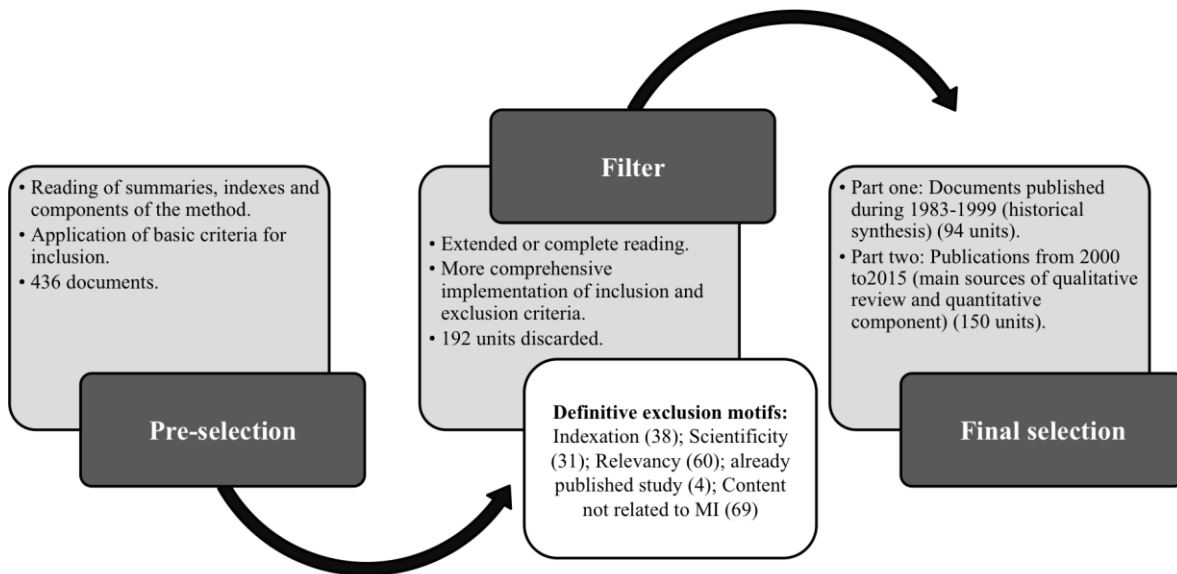 • Reading of summaries, indexes and
components of the method.
• Application of basic criteria for
inclusion.
• 436 documents.
Pre-selection
Filter
• Extended or complete reading.
• More comprehensive
implementation of inclusion and
exclusion criteria.
• 192 units discarded.
Definitive exclusion motifs:
Indexation (38); Scientificity
(31); Relevancy (60); already
published study (4); Content
not related to MI (69)
• Part one: Documents published
during 1983-1999 (historical
synthesis) (94 units).
• Part two: Publications from 2000
to2015 (main sources of qualitative
review and quantitative
component) (150 units).
Final selection